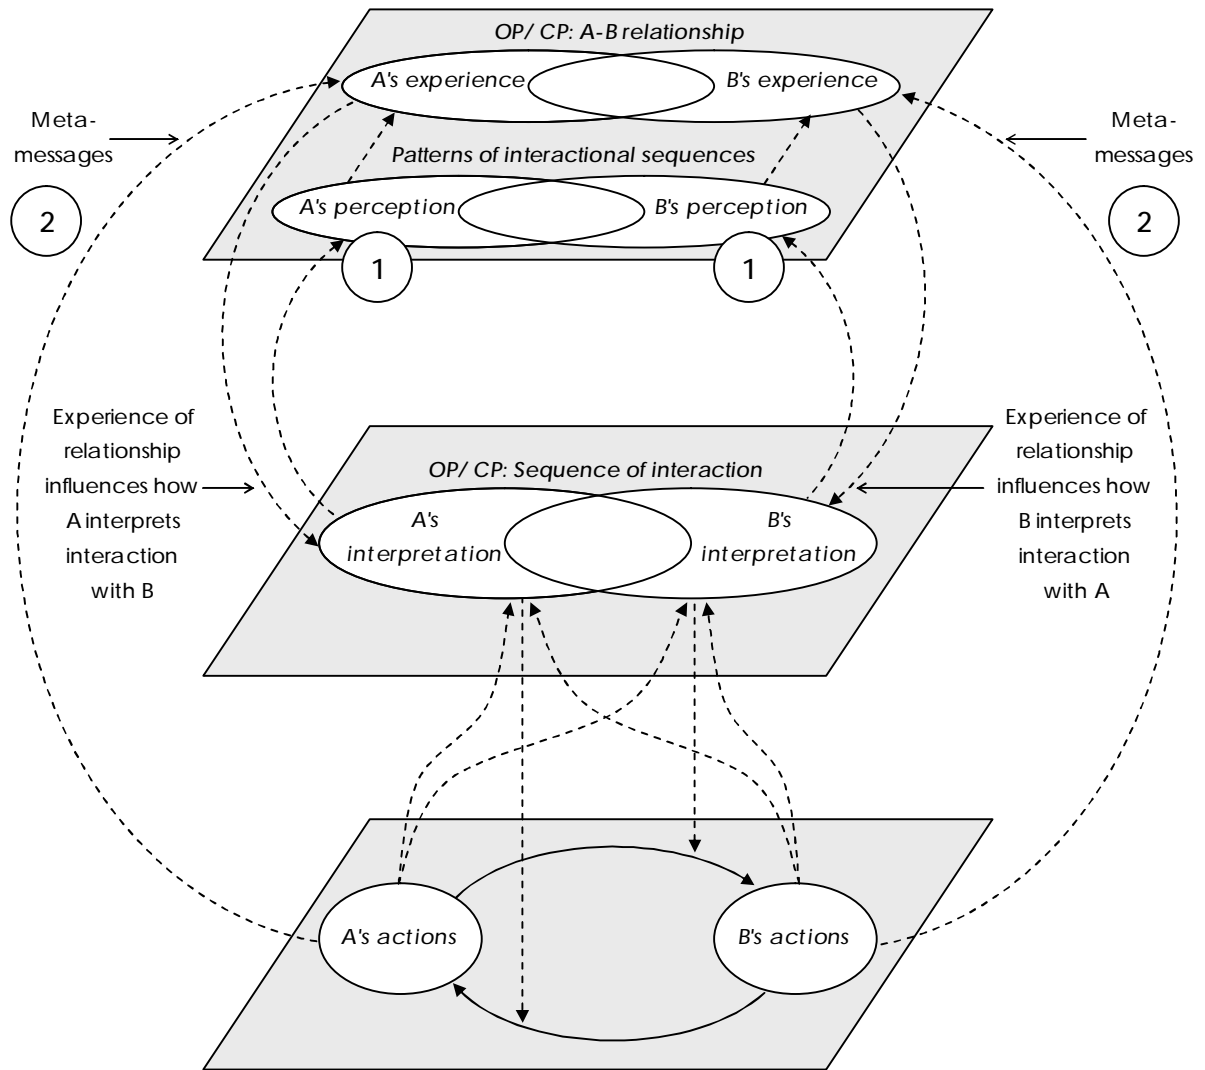 OP/ CP: A-B relationship
A's experience
B's experience
Meta-
messages
2
Meta-
messages
2
Patterns of interactional sequences
A's perception
B's perception
1
1
Experience of
relationship
influences how
A interprets
interaction
with B
Experience of
relationship
influences how
B interprets
interaction
with A
OP/ CP: Sequence of interaction
A's
interpretation
B's
interpretation
A's actions
B's actions